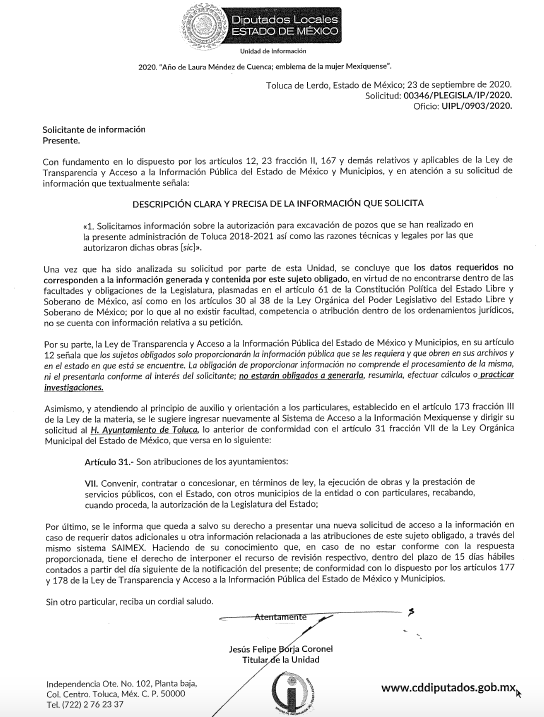 Diputados Locales
ESTADO DE MÉXICO
Unidad de Información
2020. "Año de Laura Méndez de Cuenca; emblema de la mujer Mexiquense".
Toluca de Lerdo, Estado de México; 23 de septiembre de 2020.
Solicitud: 00346/PLEGISLA/IP/2020.
Oficio: UIPL/0903/2020.
Solicitante de información
Presente.
Con fundamento en lo dispuesto por los artículos 12, 23 fracción II, 167 y demás relativos y aplicables de la Ley de
Transparencia y Acceso a la Información Pública del Estado de México y Municipios, y en atención a su solicitud de
información que textualmente señala:
DESCRIPCIÓN CLARA Y PRECISA DE LA INFORMACIÓN QUE SOLICITA
«1. Solicitamos información sobre la autorización para excavación de pozos que se han realizado en
la presente administración de Toluca 2018-2021 así como las razones técnicas y legales por las que
autorizaron dichas obras [sic]».
Una vez que ha sido analizada su solicitud por parte de esta Unidad, se concluye que los datos requeridos no
corresponden a la información generada y contenida por este sujeto obligado, en virtud de no encontrarse dentro de las
facultades y obligaciones de la Legislatura, plasmadas en el artículo 61 de la Constitución Política del Estado Libre y
Soberano de México, así como en los artículos 30 al 38 de la Ley Orgánica del Poder Legislativo del Estado Libre y
Soberano de México; por lo que al no existir facultad, competencia o atribución dentro de los ordenamientos jurídicos,
no se cuenta con información relativa a su petición.
Por su parte, la Ley de Transparencia y Acceso a la Información Pública del Estado de México y Municipios, en su artículo
12 señala que los sujetos obligados solo proporcionarán la información pública que se les requiera y que obren en sus archivos y
en el estado en que está se encuentre. La obligación de proporcionar información no comprende el procesamiento de la misma,
ni el presentarla conforme al interés del solicitante; no estarán obligados a generarla, resumirla, efectuar cálculos o practicar
investigaciones.
Asimismo, y atendiendo al principio de auxilio y orientación a los particulares, establecido en el artículo 173 fracción III
de la Ley de la materia, se le sugiere ingresar nuevamente al Sistema de Acceso a la Información Mexiquense y dirigir su
solicitud al H. Ayuntamiento de Toluca, lo anterior de conformidad con el artículo 31 fracción VII de la Ley Orgánica
Municipal del Estado de México, que versa en lo siguiente:
Artículo 31.- Son atribuciones de los ayuntamientos:
VII. Convenir, contratar o concesionar, en términos de ley, la ejecución de obras y la prestación de
servicios públicos, con el Estado, con otros municipios de la entidad o con particulares, recabando,
cuando proceda, la autorización de la Legislatura del Estado;
Por último, se le informa que queda a salvo su derecho a presentar una nueva solicitud de acceso a la información en
caso de requerir datos adicionales u otra información relacionada a las atribuciones de este sujeto obligado, a través del
mismo sistema SAIMEX. Haciendo de su conocimiento que, en caso de no estar conforme con la respuesta
proporcionada, tiene el derecho de interponer el recurso de revisión respectivo, dentro del plazo de 15 días hábiles
contados a partir del día siguiente de la notificación del presente; de conformidad con lo dispuesto por los artículos 177
y 178 de la Ley de Transparencia y Acceso a la Información Pública del Estado de México y Municipios.
Sin otro particular, reciba un cordial saludo.
Atentamente
Jesús Felipe Borja Coronel
Titular de la Unidad
Independencia Ote. No. 102, Planta baja,
Col. Centro. Toluca, Méx. C. P. 50000
Tel. (722) 2 76 23 37
www.cddiputados.gob.mx